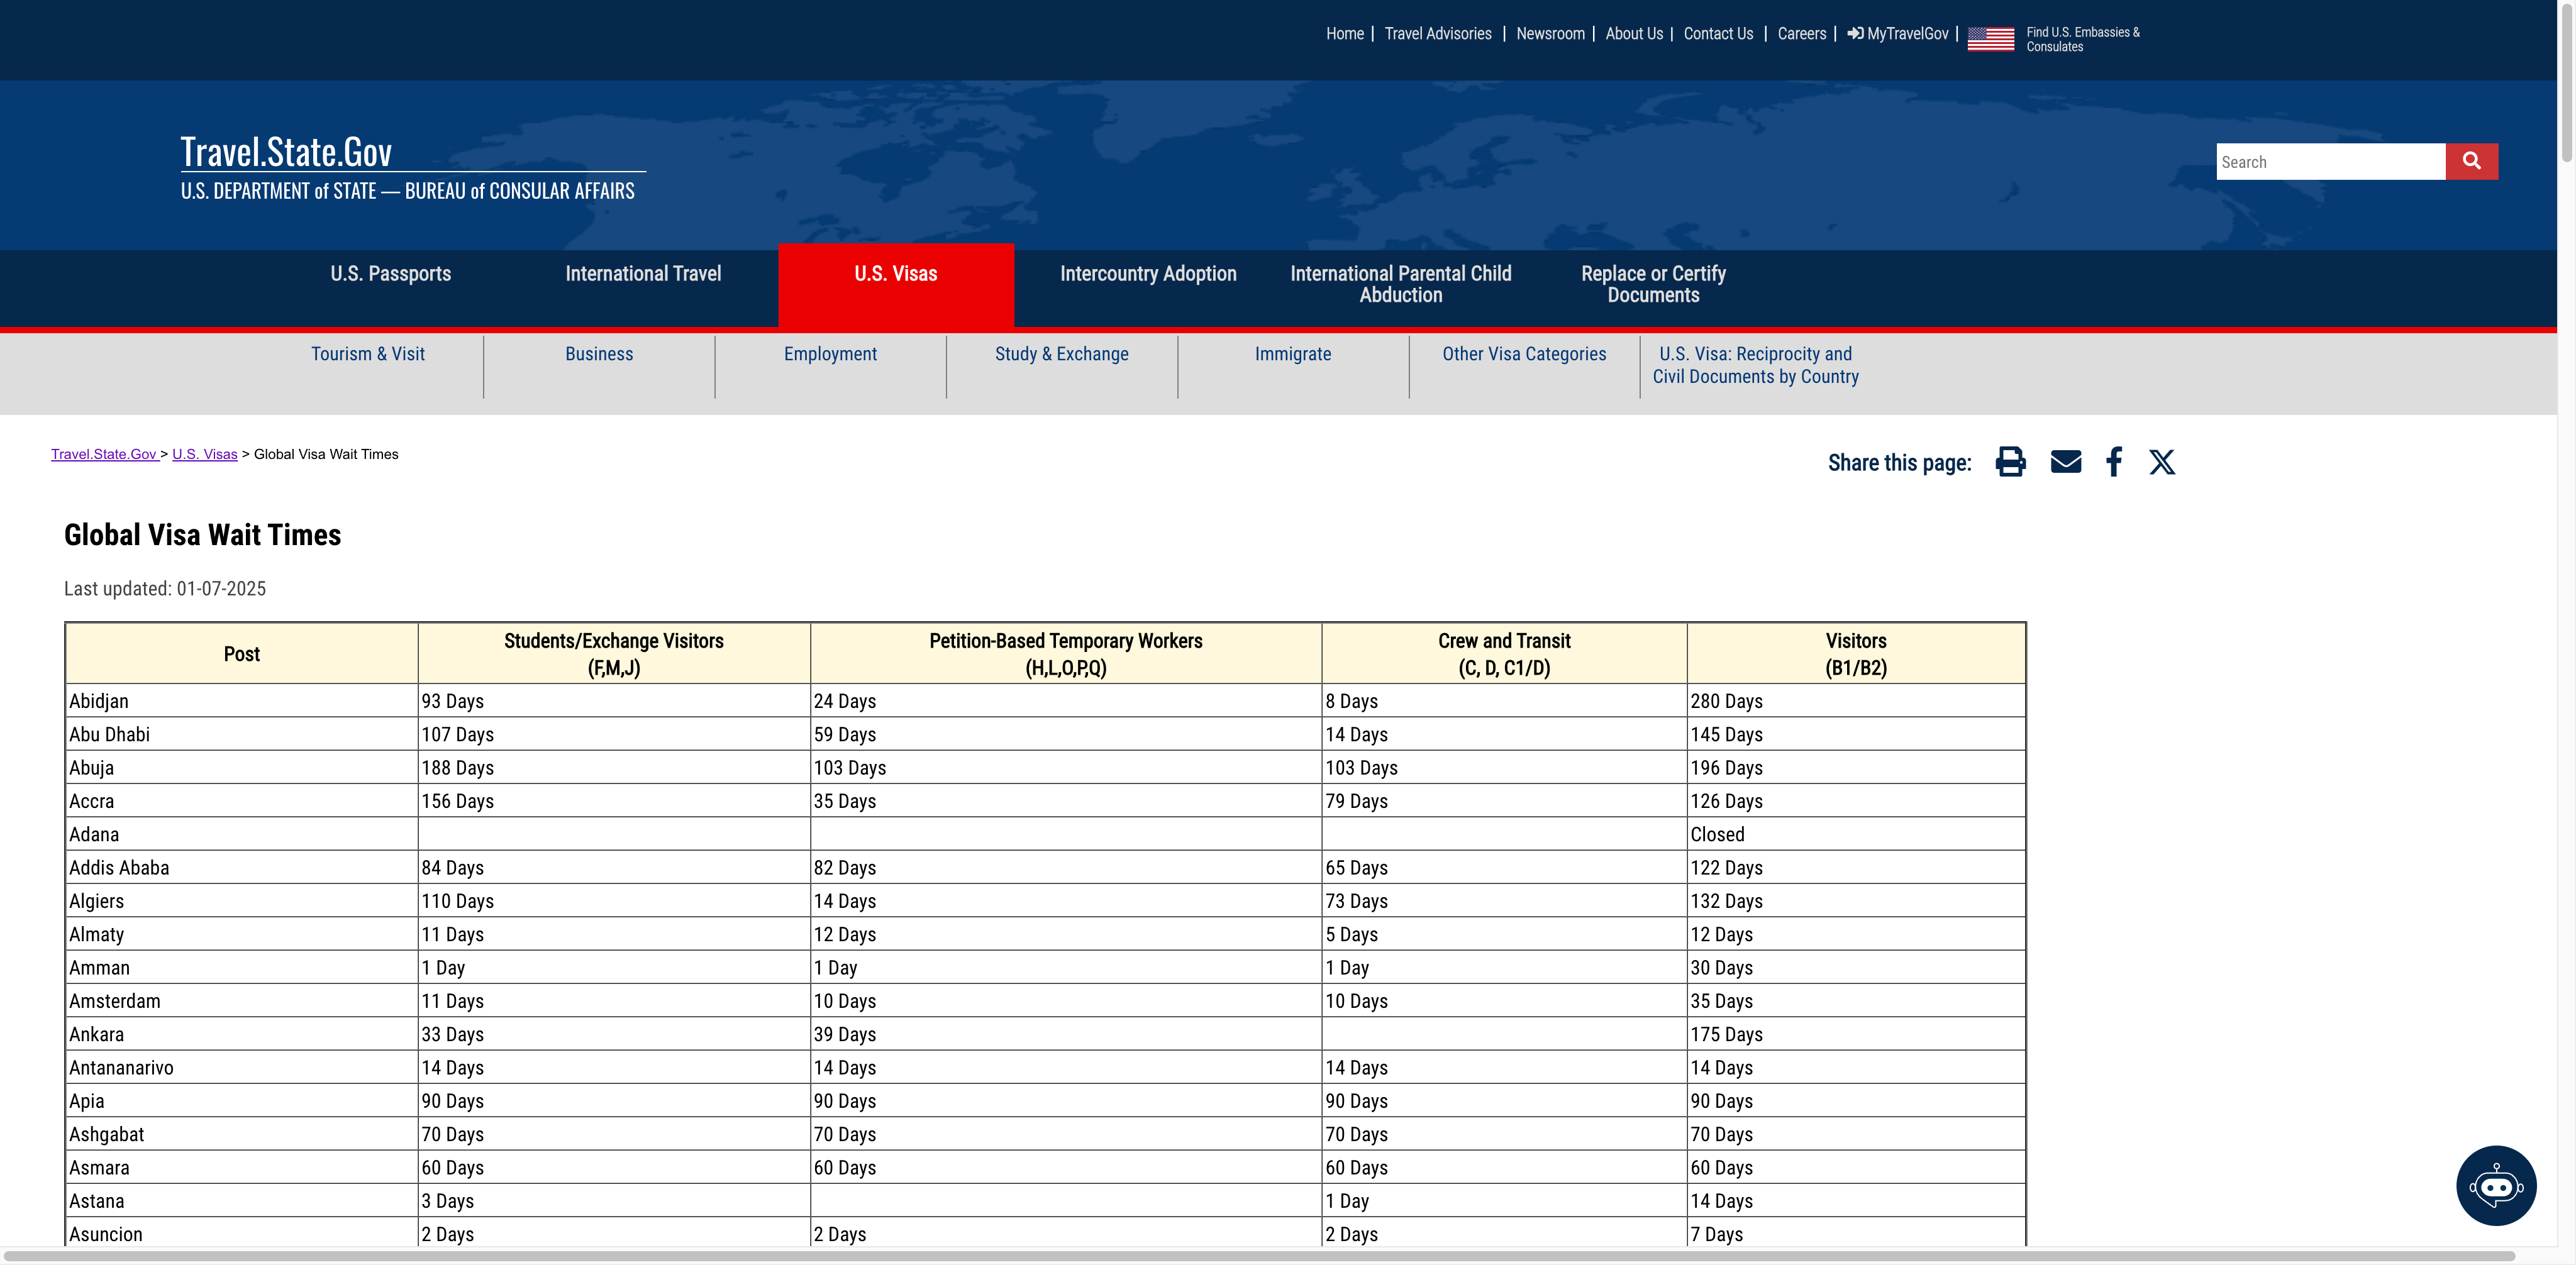 Home | Travel Advisories | Newsroom | About Us | Contact Us | Careers | MyTravelGov | Find U.S. Embassies &
Consulates
Travel.State.Gov
U.S. DEPARTMENT of STATE — BUREAU of CONSULAR AFFAIRS
Search
U.S. Passports International Travel U.S. Visas Intercountry Adoption International Parental Child Replace or Certify
Abduction Documents
Tourism & Visit Business Employment Study & Exchange Immigrate Other Visa Categories U.S. Visa: Reciprocity and
Civil Documents by Country
Travel.State.Gov > U.S. Visas > Global Visa Wait Times
Share this page:
Global Visa Wait Times
Last updated: 01-07-2025
Post Students/Exchange Visitors Petition-Based Temporary Workers Crew and Transit Visitors
(F,M,J) (H,L,O,P,Q) (C, D, C1/D) (B1/B2)
Abidjan 93 Days 24 Days 8 Days 280 Days
Abu Dhabi 107 Days 59 Days 14 Days 145 Days
Abuja 188 Days 103 Days 103 Days 196 Days
Accra 156 Days 35 Days 79 Days 126 Days
Adana Closed
Addis Ababa 84 Days 82 Days 65 Days 122 Days
Algiers 110 Days 14 Days 73 Days 132 Days
Almaty 11 Days 12 Days 5 Days 12 Days
Amman 1 Day 1 Day 1 Day 30 Days
Amsterdam 11 Days 10 Days 10 Days 35 Days
Ankara 33 Days 39 Days 175 Days
Antananarivo 14 Days 14 Days 14 Days 14 Days
Apia 90 Days 90 Days 90 Days 90 Days
Ashgabat 70 Days 70 Days 70 Days 70 Days
Asmara 60 Days 60 Days 60 Days 60 Days
Astana 3 Days 1 Day 14 Days
Asuncion 2 Days 2 Days 2 Days 7 Days